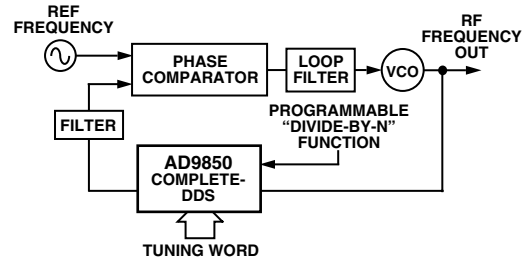 REF
FREQUENCY
PHASE
COMPARATOR
LOOP
FILTER
VCO
RF
FREQUENCY
OUT
FILTER
PROGRAMMABLE
“DIVIDE-BY-N”
FUNCTION
AD9850
COMPLETE-
DDS
TUNING WORD